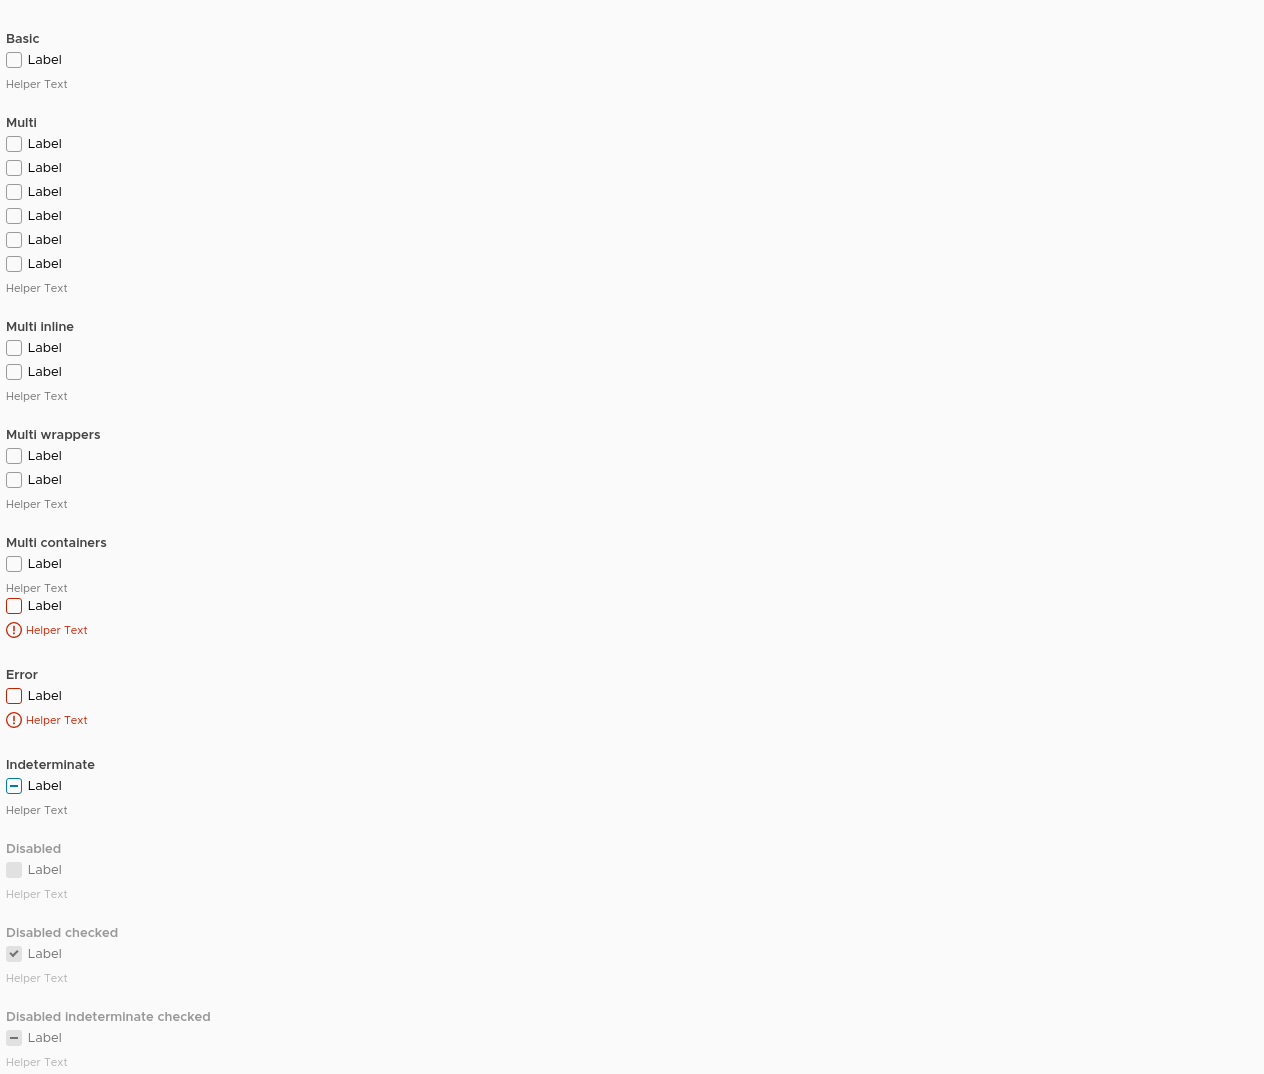 Basic
Label
Helper Text
Multi
Label
Label
Label
Label
Label
Label
Helper Text
Multi inline
Label
Label
Helper Text
Multi wrappers
Label
Label
Helper Text
Multi containers
Label
Helper Text
Label
Helper Text
Error
Label
Helper Text
Indeterminate
Label
Helper Text
Disabled
Label
Helper Text
Disabled checked
Label
Helper Text
Disabled indeterminate checked
Label
Helper Text